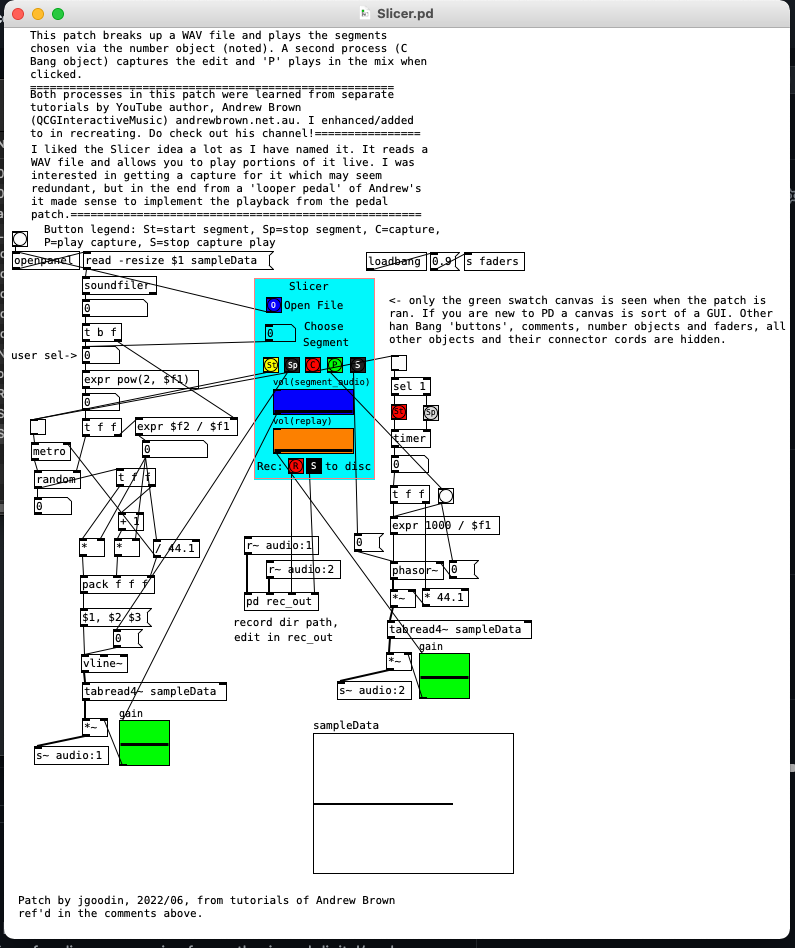 Slicer.pd
This patch breaks up a WAV file and plays the segments
chosen via the number object (noted). A second process (C
Bang object) captures the edit and 'P' plays in the mix when
clicked.
=======================================================
Both processes in this patch were learned from separate
tutorials by YouTube author, Andrew Brown
(QCGInteractiveMusic) andrewbrown.net.au. I enhanced/added
to in recreating. Do check out his channel!================
I liked the Slicer idea a lot as I have named it. It reads a
WAV file and allows you to play portions of it live. I was
interested in getting a capture for it which may seem
redundant, but in the end from a 'looper pedal' of Andrew's
it made sense to implement the playback from the pedal
patch.=====================================================
Button legend: St=start segment, Sp=stop segment, C=capture,
P=play capture, S=stop capture play
openpanel
read -resize $1 sampleData
loadbang
0.9
s faders
soundfiler
0
t b f
user sel->
0
expr pow(2, $f1)
0
t f f
expr $f2 / $f1
0
metro
random
0
t f f
+ 1
*
*
/ 44.1
pack f f f
$1, $2 $3
0
vline~
tabread4~ sampleData
gain
*~
s~ audio:1
Slicer
O
Open File
0
Choose
Segment
St
Sp
C
P
S
vol(segment_audio)
vol(replay)
Rec:
R
S
to disc
<- only the green swatch canvas is seen when the patch is
ran. If you are new to PD a canvas is sort of a GUI. Other
han Bang 'buttons', comments, number objects and faders, all
other objects and their connector cords are hidden.
sel 1
St
Sp
timer
0
t f f
expr 1000 / $f1
0
phasor~
0
*~
* 44.1
tabread4~ sampleData
gain
*~
s~ audio:2
r~ audio:1
r~ audio:2
pd rec_out
record dir path,
edit in rec_out
sampleData
Patch by jgoodin, 2022/06, from tutorials of Andrew Brown
ref'd in the comments above.